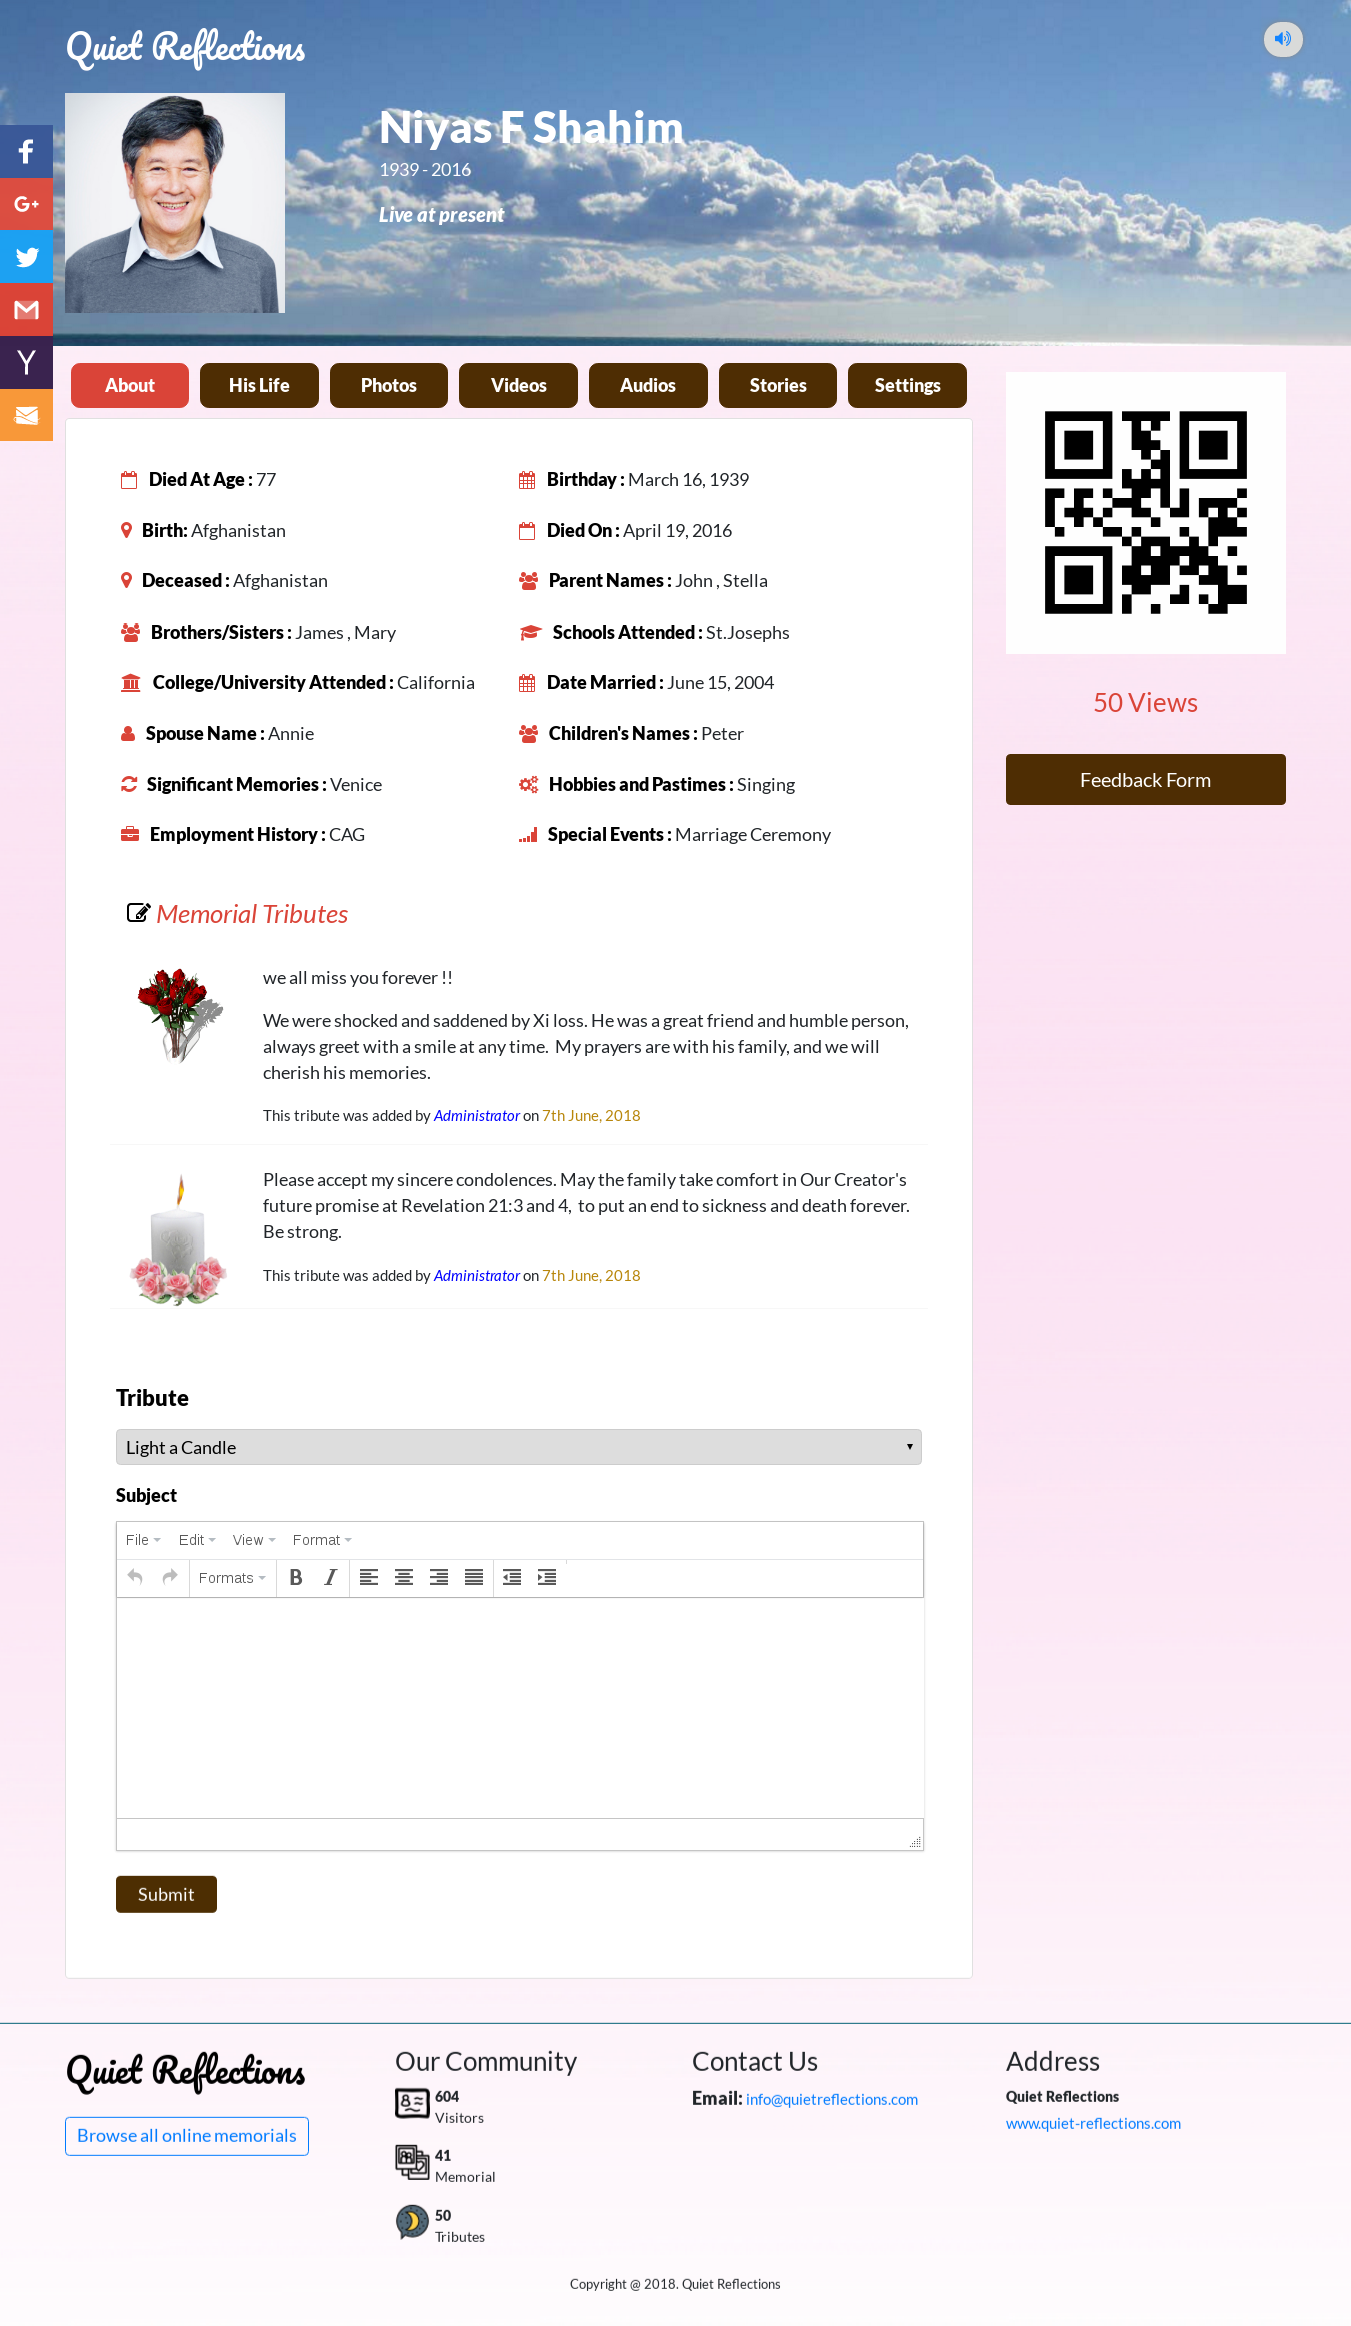 Quiet Reflections
Niyas F Shahim
1939 - 2016
Live at present
About
His Life
Photos
Videos
Audios
Stories
Settings
Died At Age : 77
Birthday : March 16, 1939
Birth: Afghanistan
Died On : April 19, 2016
Deceased : Afghanistan
Parent Names : John , Stella
Brothers/Sisters : James , Mary
Schools Attended : St.Josephs
College/University Attended : California
Date Married : June 15, 2004
Spouse Name : Annie
Children's Names : Peter
Significant Memories : Venice
Hobbies and Pastimes : Singing
Employment History : CAG
Special Events : Marriage Ceremony
50 Views
Feedback Form
Memorial Tributes
we all miss you forever !!
We were shocked and saddened by Xi loss. He was a great friend and humble person,
always greet with a smile at any time.  My prayers are with his family, and we will
cherish his memories.
This tribute was added by Administrator on 7th June, 2018
Please accept my sincere condolences. May the family take comfort in Our Creator's
future promise at Revelation 21:3 and 4,  to put an end to sickness and death forever.
Be strong.
This tribute was added by Administrator on 7th June, 2018
Tribute
Light a Candle
Subject
File
Edit
View
Format
Formats
B I
Submit
Quiet Reflections
Browse all online memorials
Our Community
604
Visitors
41
Memorial
50
Tributes
Contact Us
Email: info@quietreflections.com
Address
Quiet Reflections
www.quiet-reflections.com
Copyright @ 2018. Quiet Reflections